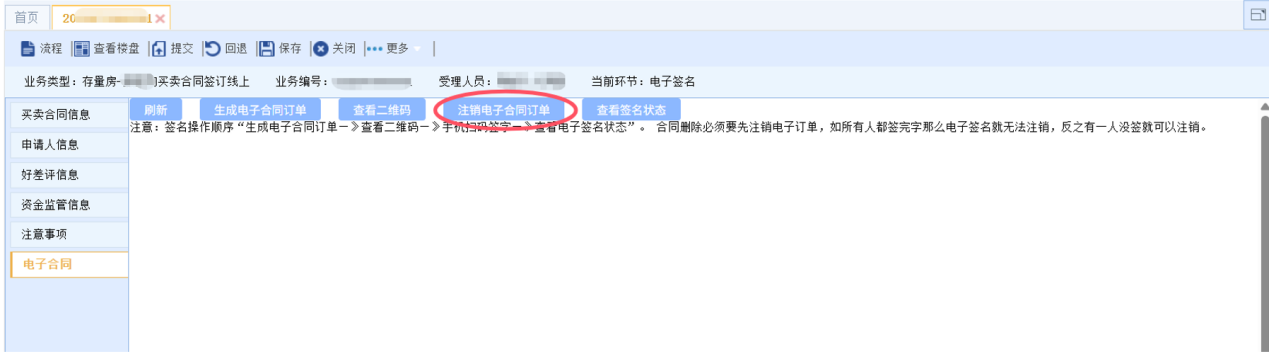 首页 20 1
流程 查看楼盘 提交 回退 保存 关闭 更多
业务类型：存量房- 买卖合同签订线上 业务编号： 受理人员： 当前环节：电子签名
买卖合同信息
申请人信息
好差评信息
资金监管信息
注意事项
电子合同
刷新 生成电子合同订单 查看二维码 注销电子合同订单 查看签名状态
注意：签名操作顺序“生成电子合同订单－》查看二维码－》手机扫码签字－》查看电子签名状态”。 合同删除必须要先注销电子订单，如所有人都签完字那么电子签名就无法注销，反之有一人没签就可以注销。